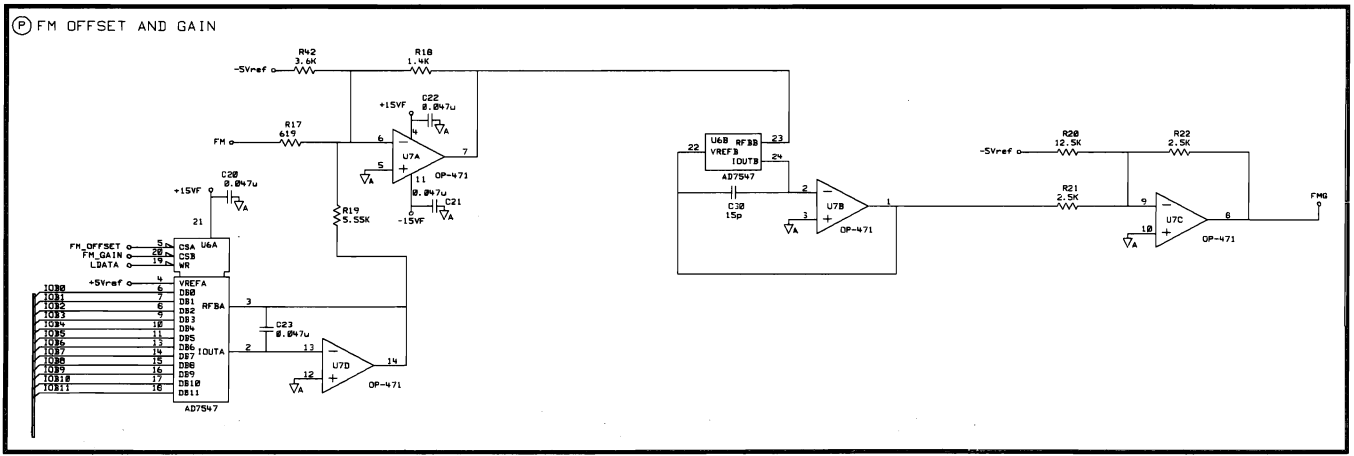 P FM OFFSET AND GAIN
R42
3.6K
-5Vref
R18
1.4K
+15VF
C22
0.047u
A
4
R17
619
FM
6
5
A
U7A
7
OP-471
11
0.047u
C21
A
-15VF
R19
5.55K
C20
0.047u
+15VF
A
21
U6A
FM_OFFSET 5 CSA
FM_GAIN 20 CSB
LDATA 19 WR
+5Vref 4 VREFA
IOB0 6 DB0
IOB1 7 DB1
IOB2 8 DB2
IOB3 9 DB3
IOB4 10 DB4
IOB5 11 DB5
IOB6 13 DB6
IOB7 14 DB7
IOB8 15 DB8
IOB9 16 DB9
IOB10 17 DB10
IOB11 18 DB11
RFBA 3
IOUTA 2
AD7547
C23
0.047u
13
12
A
U7D
14
OP-471
U6B RFBB 23
22 VREFB
IOUTB 24
AD7547
C30
15p
2
3
A
U7B
1
OP-471
R20
12.5K
-5Vref
R22
2.5K
R21
2.5K
9
10
A
U7C
8
OP-471
FMG